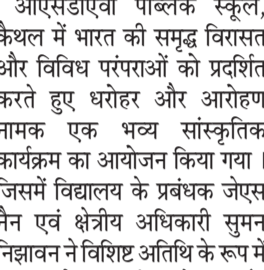 आएसडीएवी पब्लिक स्कूल,
कैथल में भारत की समृद्ध विरासत
और विविध परंपराओं को प्रदर्शित
करते हुए धरोहर और आरोहण
नामक एक भव्य सांस्कृतिक
कार्यक्रम का आयोजन किया गया ।
जिसमें विद्यालय के प्रबंधक जेएस
नैन एवं क्षेत्रीय अधिकारी सुमन
निझावन ने विशिष्ट अतिथि के रूप में